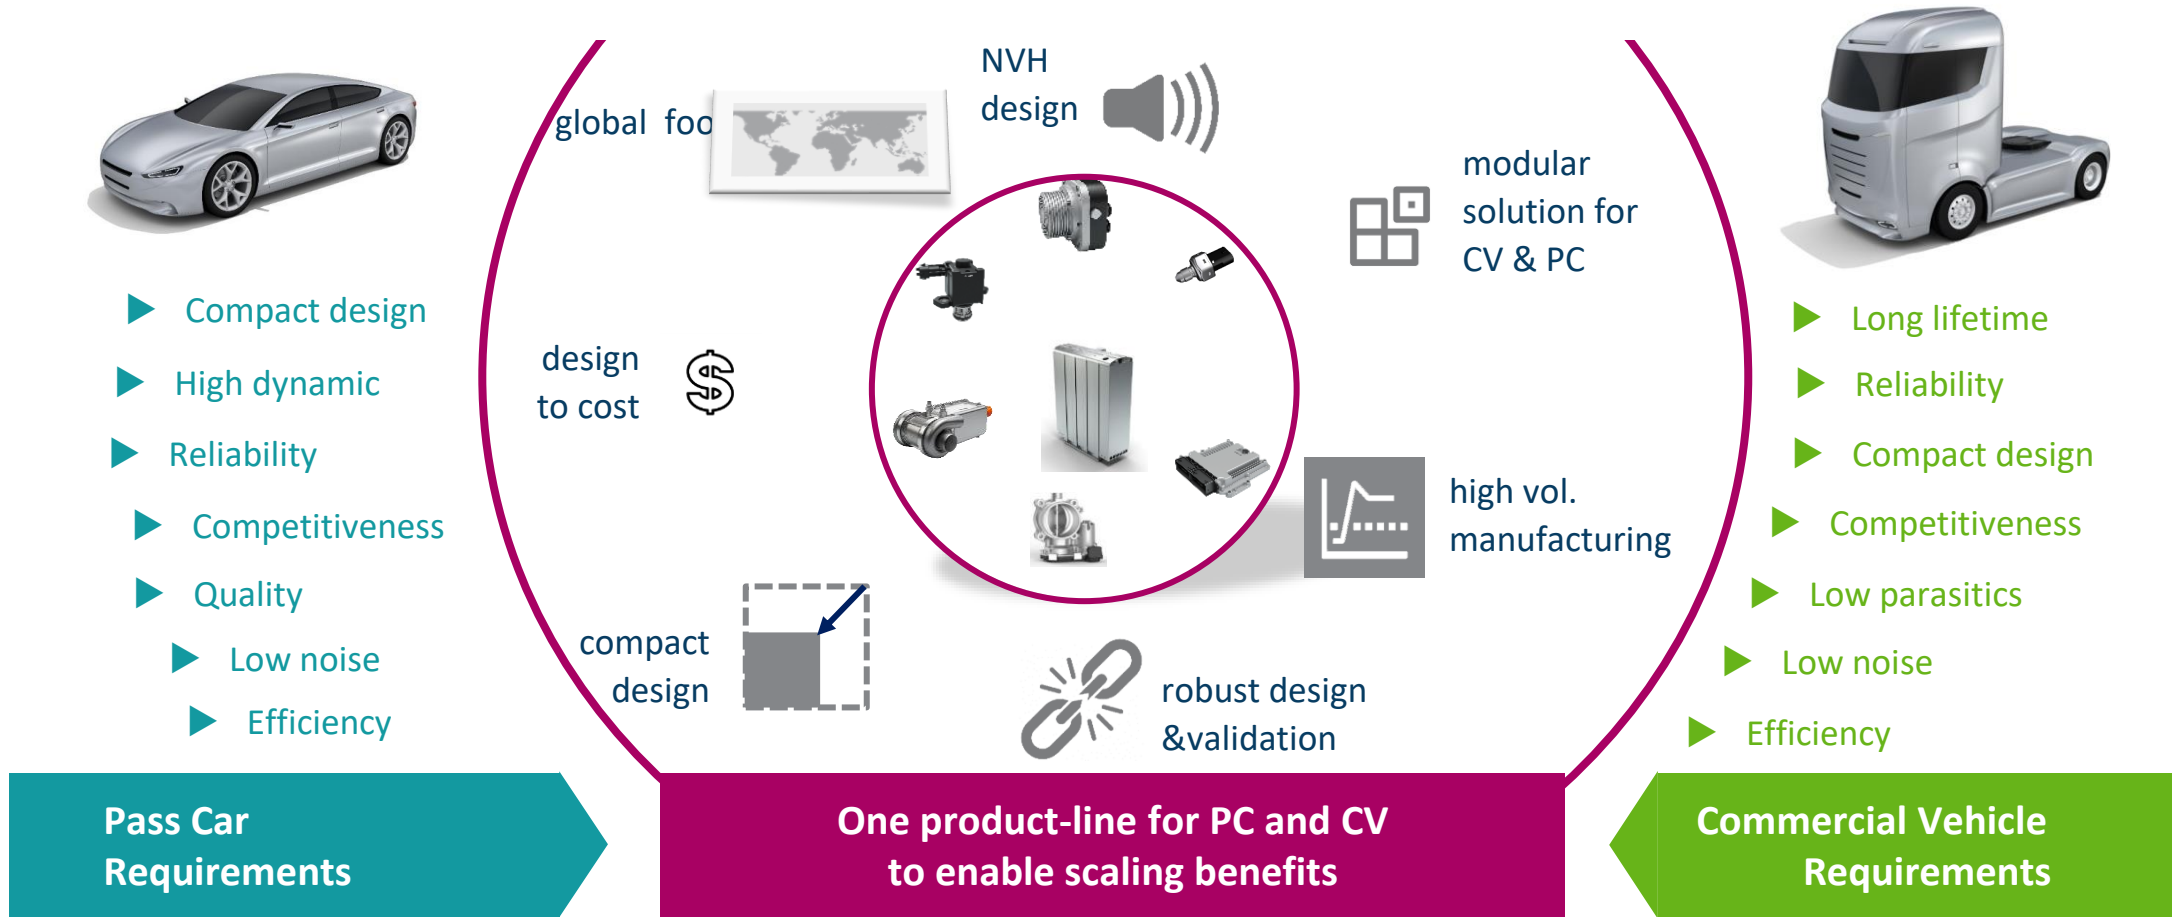 Compact design
High dynamic
Reliability
Competitiveness
Quality
Low noise
Efficiency
Pass Car
Requirements
global foo
NVH
design
modular
solution for
CV & PC
design
to cost
$
high vol.
manufacturing
compact
design
robust design
&validation
One product-line for PC and CV
to enable scaling benefits
Long lifetime
Reliability
Compact design
Competitiveness
Low parasitics
Low noise
Efficiency
Commercial Vehicle
Requirements